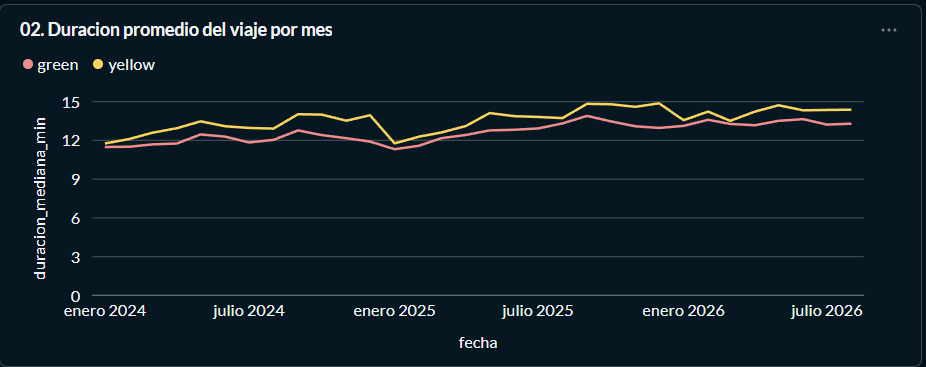 02. Duracion promedio del viaje por mes
green yellow
duracion_mediana_min
15
12
9
6
3
0
enero 2024 julio 2024 enero 2025 julio 2025 enero 2026 julio 2026
fecha